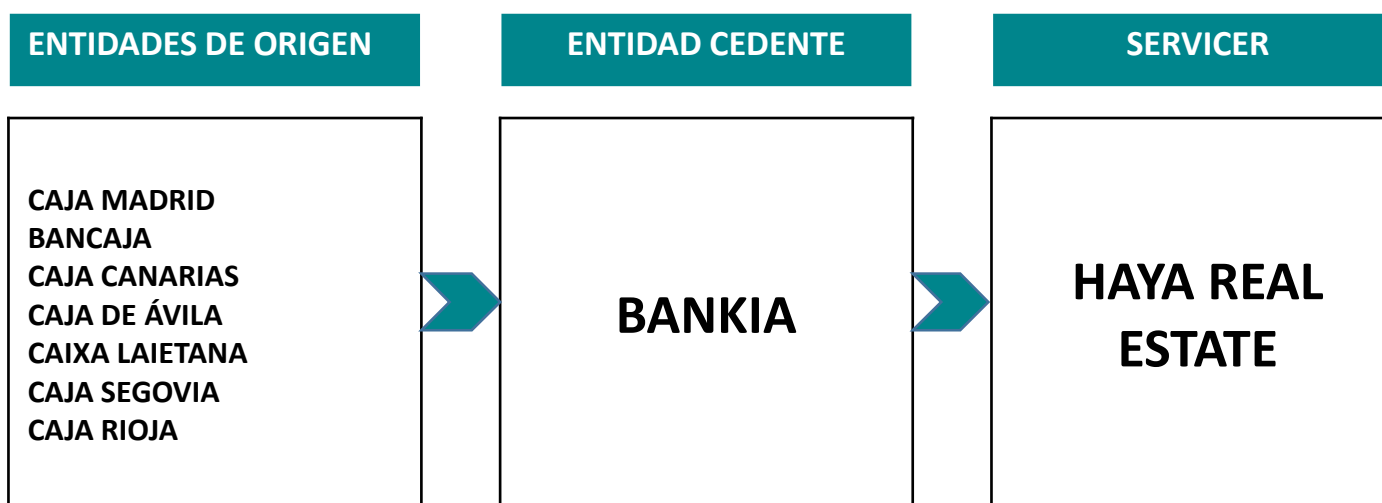 ENTIDADES DE ORIGEN
ENTIDAD CEDENTE
SERVICER
CAJA MADRID
BANCAJA
CAJA CANARIAS
CAJA DE ÁVILA
CAIXA LAIETANA
CAJA SEGOVIA
CAJA RIOJA
BANKIA
HAYA REAL
ESTATE